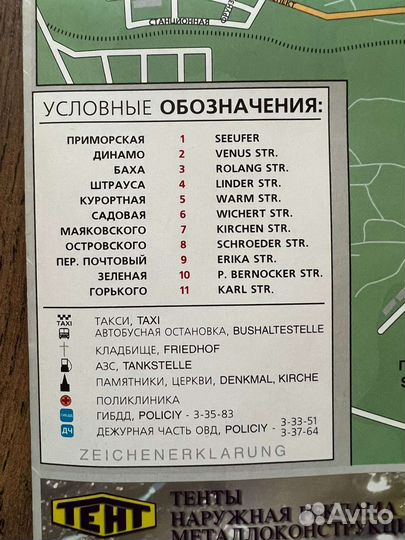 СТАНЦИОННАЯ
УСЛОВНЫЕ ОБОЗНАЧЕНИЯ:
ПРИМОРСКАЯ 1 SEEUFER
ДИНАМО 2 VENUS STR.
БАХА 3 ROLANG STR.
ШТРАУСА 4 LINDER STR.
КУРОРТНАЯ 5 WARM STR.
САДОВАЯ 6 WICHERT STR.
МАЯКОВСКОГО 7 KIRCHEN STR.
ОСТРОВСКОГО 8 SCHROEDER STR.
ПЕР. ПОЧТОВЫЙ 9 ERIKA STR.
ЗЕЛЕНАЯ 10 P. BERNOCKER STR.
ГОРЬКОГО 11 KARL STR.
TAXI ТАКСИ, TAXI
АВТОБУСНАЯ ОСТАНОВКА, BUSHALTESTELLE
КЛАДБИЩЕ, FRIEDHOF
АЗС, TANKSTELLE
ПАМЯТНИКИ, ЦЕРКВИ, DENKMAL, KIRCHE
ПОЛИКЛИНИКА
ГИБДД ГИБДД, POLICIY - 3-35-83
ДЧ ДЕЖУРНАЯ ЧАСТЬ ОВД, POLICIY - 3-33-51
3-37-64
ZEICHENERKLARUNG
ТЕНТ
ТЕНТЫ
НАРУЖНАЯ РЕКЛАМА
МЕТАЛЛОКОНСТРУКЦИ
Avito